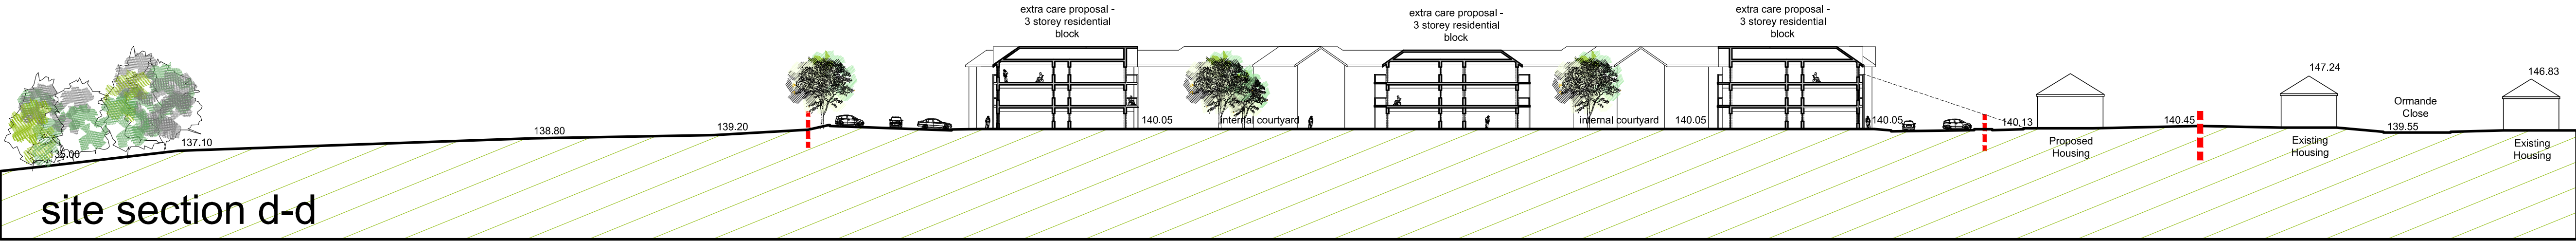 extra care proposal -
3 storey residential
block
extra care proposal -
3 storey residential
block
extra care proposal -
3 storey residential
block
135.00
137.10
138.80
139.20
140.05
internal courtyard
internal courtyard
140.05
140.05
140.13
Proposed
Housing
140.45
147.24
Existing
Housing
Ormande
Close
139.55
146.83
Existing
Housing
site section d-d